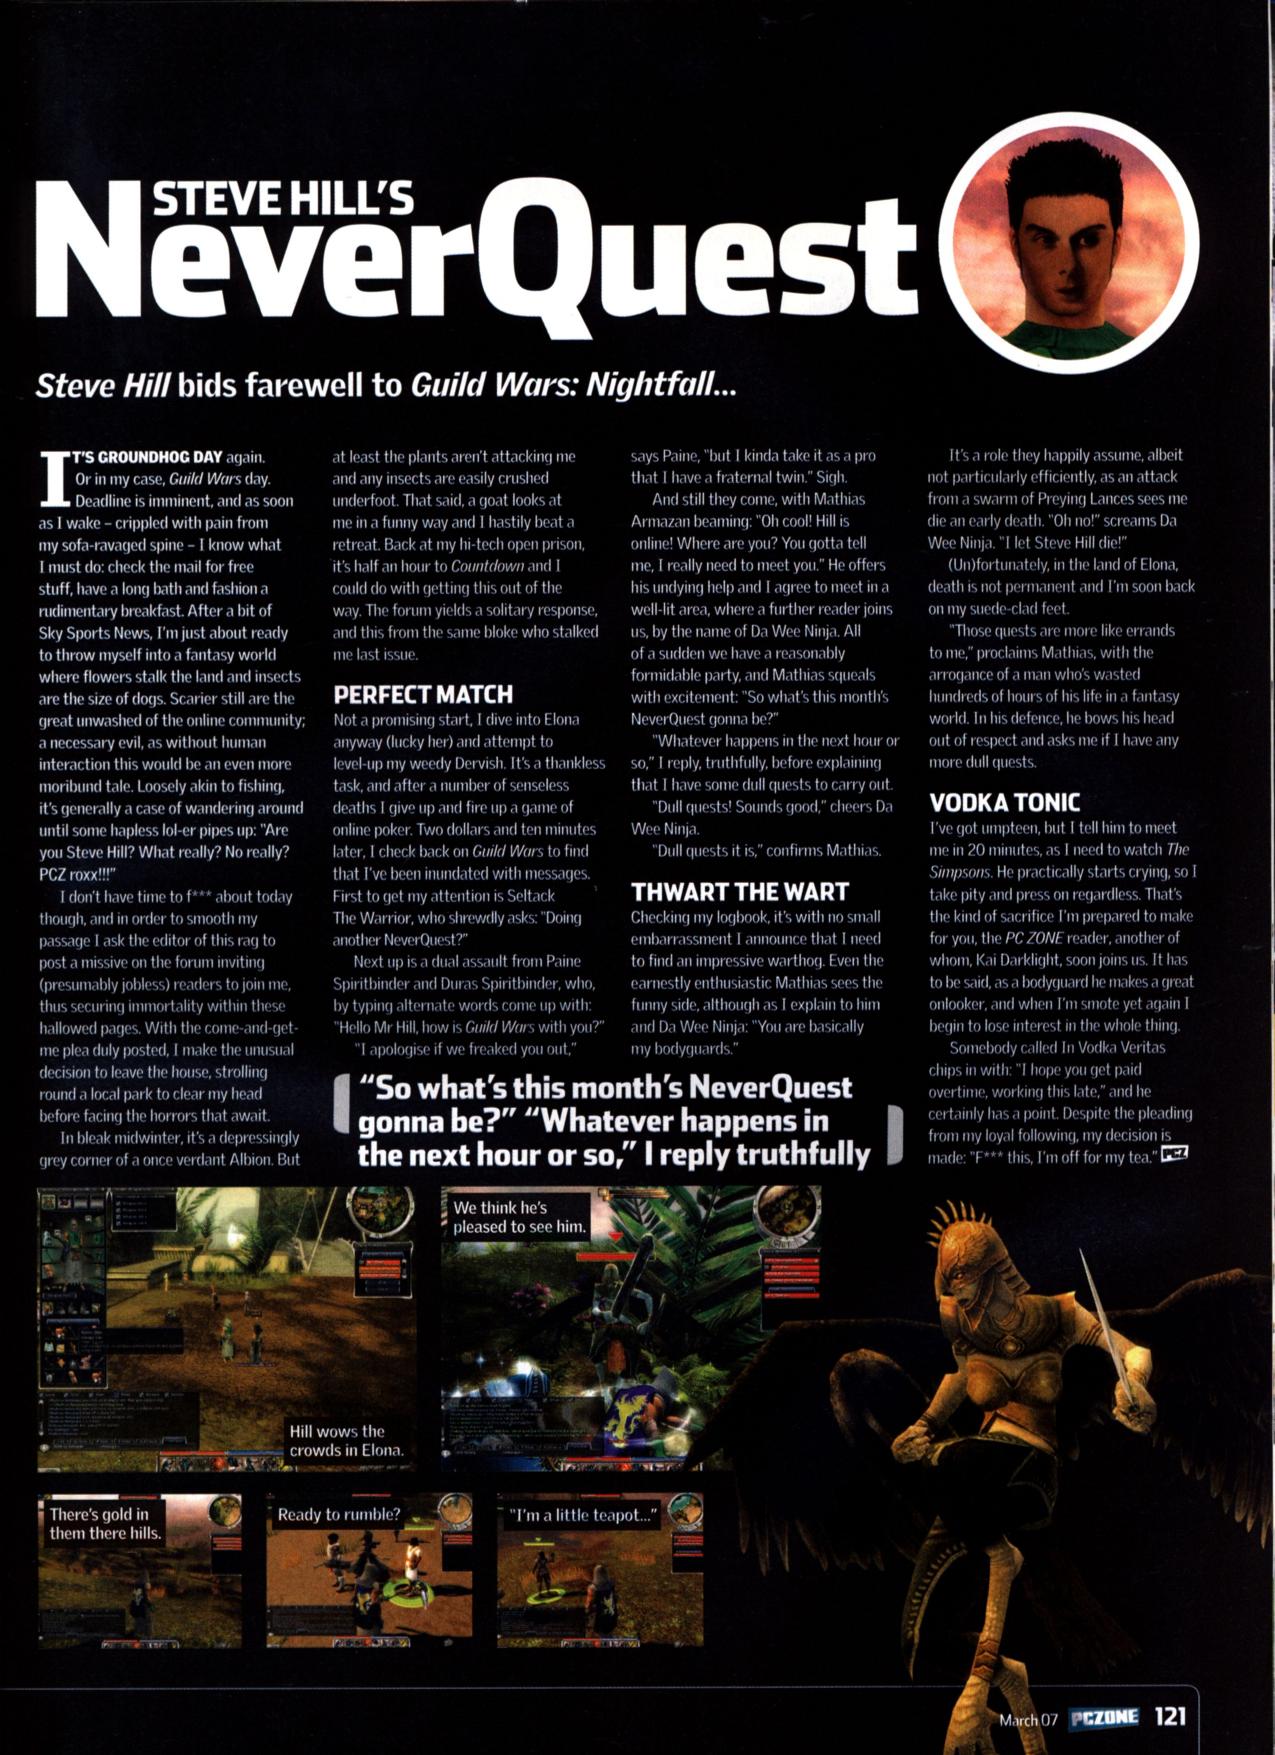 STEVE HILL'S
NeverQuest
Steve Hill bids farewell to Guild Wars: Nightfall...
IT'S GROUNDHOG DAY again.
Or in my case, Guild Wars day.
Deadline is imminent, and as soon
as I wake – crippled with pain from
my sofa-ravaged spine – I know what
I must do: check the mail for free
stuff, have a long bath and fashion a
rudimentary breakfast. After a bit of
Sky Sports News, I'm just about ready
to throw myself into a fantasy world
where flowers stalk the land and insects
are the size of dogs. Scarier still are the
great unwashed of the online community;
a necessary evil, as without human
interaction this would be an even more
moribund tale. Loosely akin to fishing,
it's generally a case of wandering around
until some hapless lol-er pipes up: "Are
you Steve Hill? What really? No really?
PCZ roxx!!!"
I don't have time to f*** about today
though, and in order to smooth my
passage I ask the editor of this rag to
post a missive on the forum inviting
(presumably jobless) readers to join me,
thus securing immortality within these
hallowed pages. With the come-and-get-
me plea duly posted, I make the unusual
decision to leave the house, strolling
round a local park to clear my head
before facing the horrors that await.
In bleak midwinter, it's a depressingly
grey corner of a once verdant Albion. But
at least the plants aren't attacking me
and any insects are easily crushed
underfoot. That said, a goat looks at
me in a funny way and I hastily beat a
retreat. Back at my hi-tech open prison,
it's half an hour to Countdown and I
could do with getting this out of the
way. The forum yields a solitary response,
and this from the same bloke who stalked
me last issue.
PERFECT MATCH
Not a promising start, I dive into Elona
anyway (lucky her) and attempt to
level-up my weedy Dervish. It's a thankless
task, and after a number of senseless
deaths I give up and fire up a game of
online poker. Two dollars and ten minutes
later, I check back on Guild Wars to find
that I've been inundated with messages.
First to get my attention is Seltack
The Warrior, who shrewdly asks: "Doing
another NeverQuest?"
Next up is a dual assault from Paine
Spiritbinder and Duras Spiritbinder, who,
by typing alternate words come up with:
"Hello Mr Hill, how is Guild Wars with you?"
"I apologise if we freaked you out,"
says Paine, "but I kinda take it as a pro
that I have a fraternal twin." Sigh.
And still they come, with Mathias
Armazan beaming: "Oh cool! Hill is
online! Where are you? You gotta tell
me, I really need to meet you." He offers
his undying help and I agree to meet in a
well-lit area, where a further reader joins
us, by the name of Da Wee Ninja. All
of a sudden we have a reasonably
formidable party, and Mathias squeals
with excitement: "So what's this month's
NeverQuest gonna be?"
"Whatever happens in the next hour or
so," I reply, truthfully, before explaining
that I have some dull quests to carry out.
"Dull quests! Sounds good," cheers Da
Wee Ninja.
"Dull quests it is," confirms Mathias.
THWART THE WART
Checking my logbook, it's with no small
embarrassment I announce that I need
to find an impressive warthog. Even the
earnestly enthusiastic Mathias sees the
funny side, although as I explain to him
and Da Wee Ninja: "You are basically
my bodyguards."
"So what's this month's NeverQuest
gonna be?" "Whatever happens in
the next hour or so," I reply truthfully
It's a role they happily assume, albeit
not particularly efficiently, as an attack
from a swarm of Preying Lances sees me
die an early death. "Oh no!" screams Da
Wee Ninja. "I let Steve Hill die!"
(Un)fortunately, in the land of Elona,
death is not permanent and I'm soon back
on my suede-clad feet.
"Those quests are more like errands
to me," proclaims Mathias, with the
arrogance of a man who's wasted
hundreds of hours of his life in a fantasy
world. In his defence, he bows his head
out of respect and asks me if I have any
more dull quests.
VODKA TONIC
I've got umpteen, but I tell him to meet
me in 20 minutes, as I need to watch The
Simpsons. He practically starts crying, so I
take pity and press on regardless. That's
the kind of sacrifice I'm prepared to make
for you, the PC ZONE reader, another of
whom, Kai Darklight, soon joins us. It has
to be said, as a bodyguard he makes a great
onlooker, and when I'm smote yet again I
begin to lose interest in the whole thing.
Somebody called In Vodka Veritas
chips in with: "I hope you get paid
overtime, working this late," and he
certainly has a point. Despite the pleading
from my loyal following, my decision is
made: "F*** this, I'm off for my tea." PCZ
Hill wows the
crowds in Elona.
We think he's
pleased to see him.
There's gold in
them there hills.
Ready to rumble?
"I'm a little teapot..."
March 07 PCZONE 121